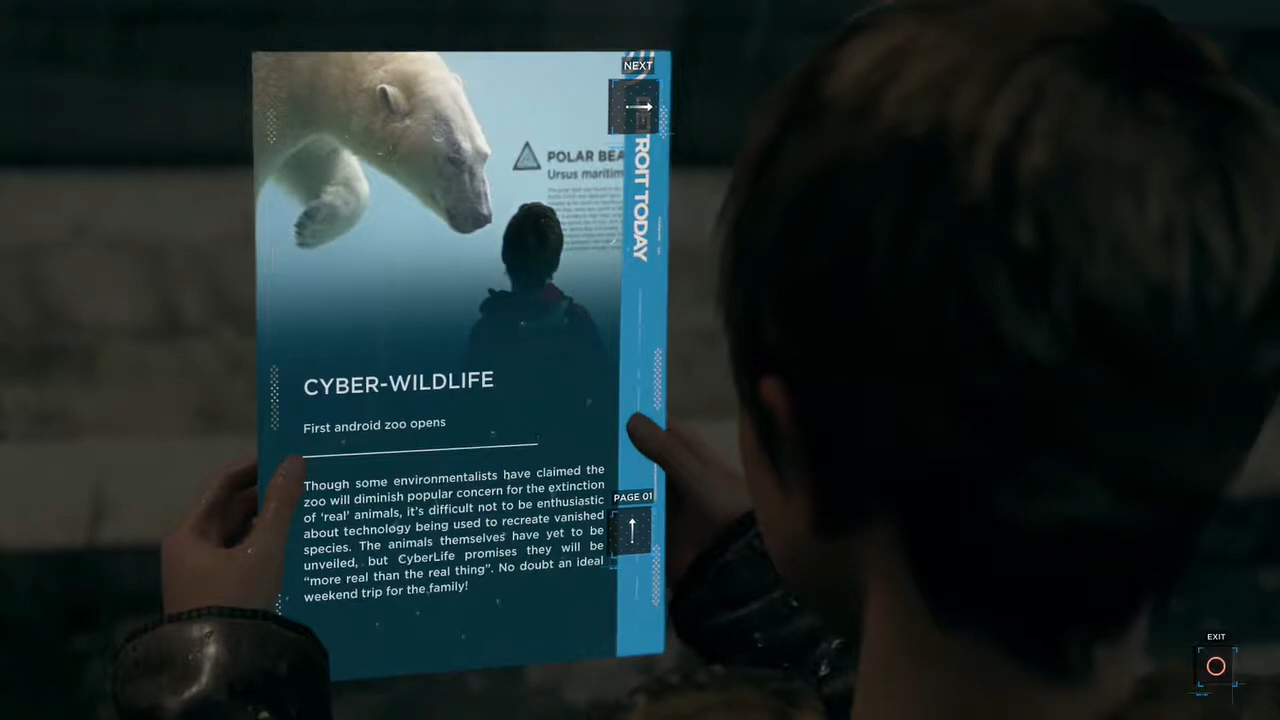 NEXT
POLAR BEA
Ursus maritim
TROIT TODAY
CYBER-WILDLIFE
First android zoo opens
Though some environmentalists have claimed the
zoo will diminish popular concern for the extinction
of ‘real’ animals, it’s difficult not to be enthusiastic
about technology being used to recreate vanished
species. The animals themselves have yet to be
unveiled, but CyberLife promises they will be
“more real than the real thing”. No doubt an ideal
weekend trip for the family!
PAGE 01
EXIT